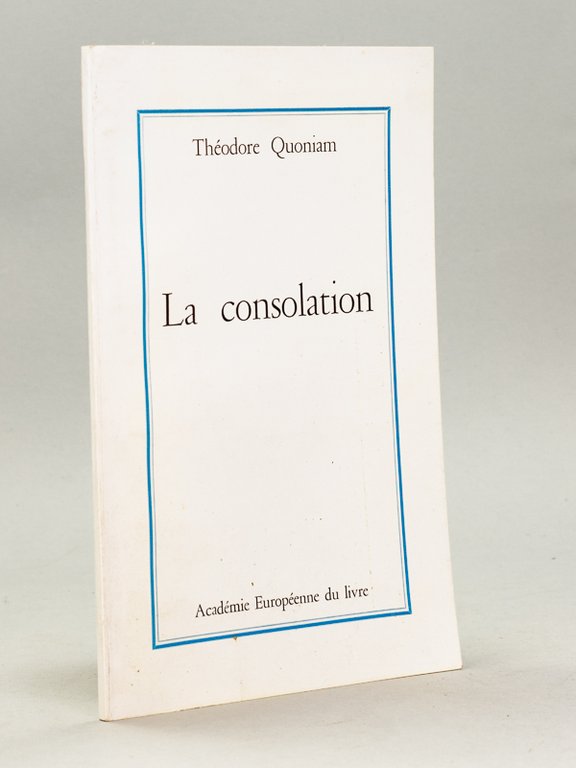 Théodore Quoniam
La consolation
Académie Européenne du livre